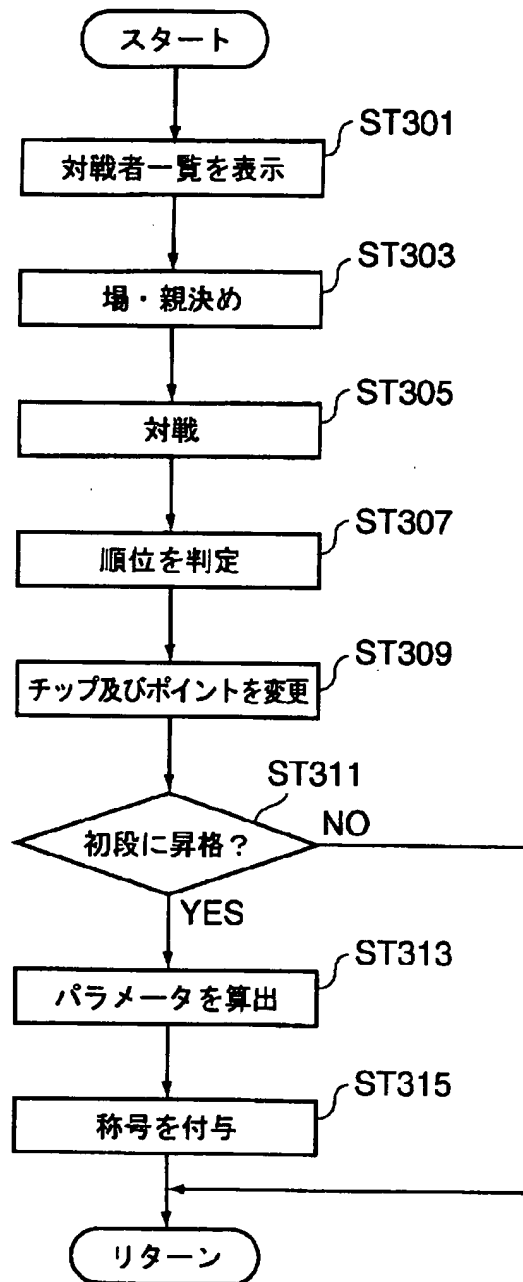 スタート
ST301
対戦者一覧を表示
ST303
場・親決め
ST305
対戦
ST307
順位を判定
ST309
チップ及びポイントを変更
ST311
初段に昇格？
NO
YES
ST313
パラメータを算出
ST315
称号を付与
リターン